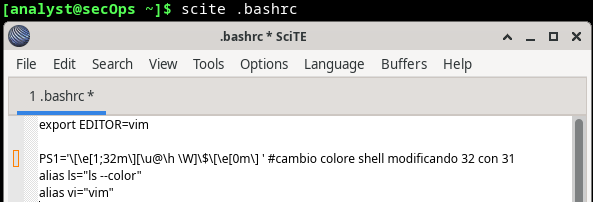 [analyst@secOps ~]$ scite .bashrc
.bashrc * SciTE
File Edit Search View Tools Options Language Buffers Help
1 .bashrc *
export EDITOR=vim
PS1='\[\e[1;32m\][\u@\h \W]\$\[\e[0m\] ' #cambio colore shell modificando 32 con 31
alias ls="ls --color"
alias vi="vim"